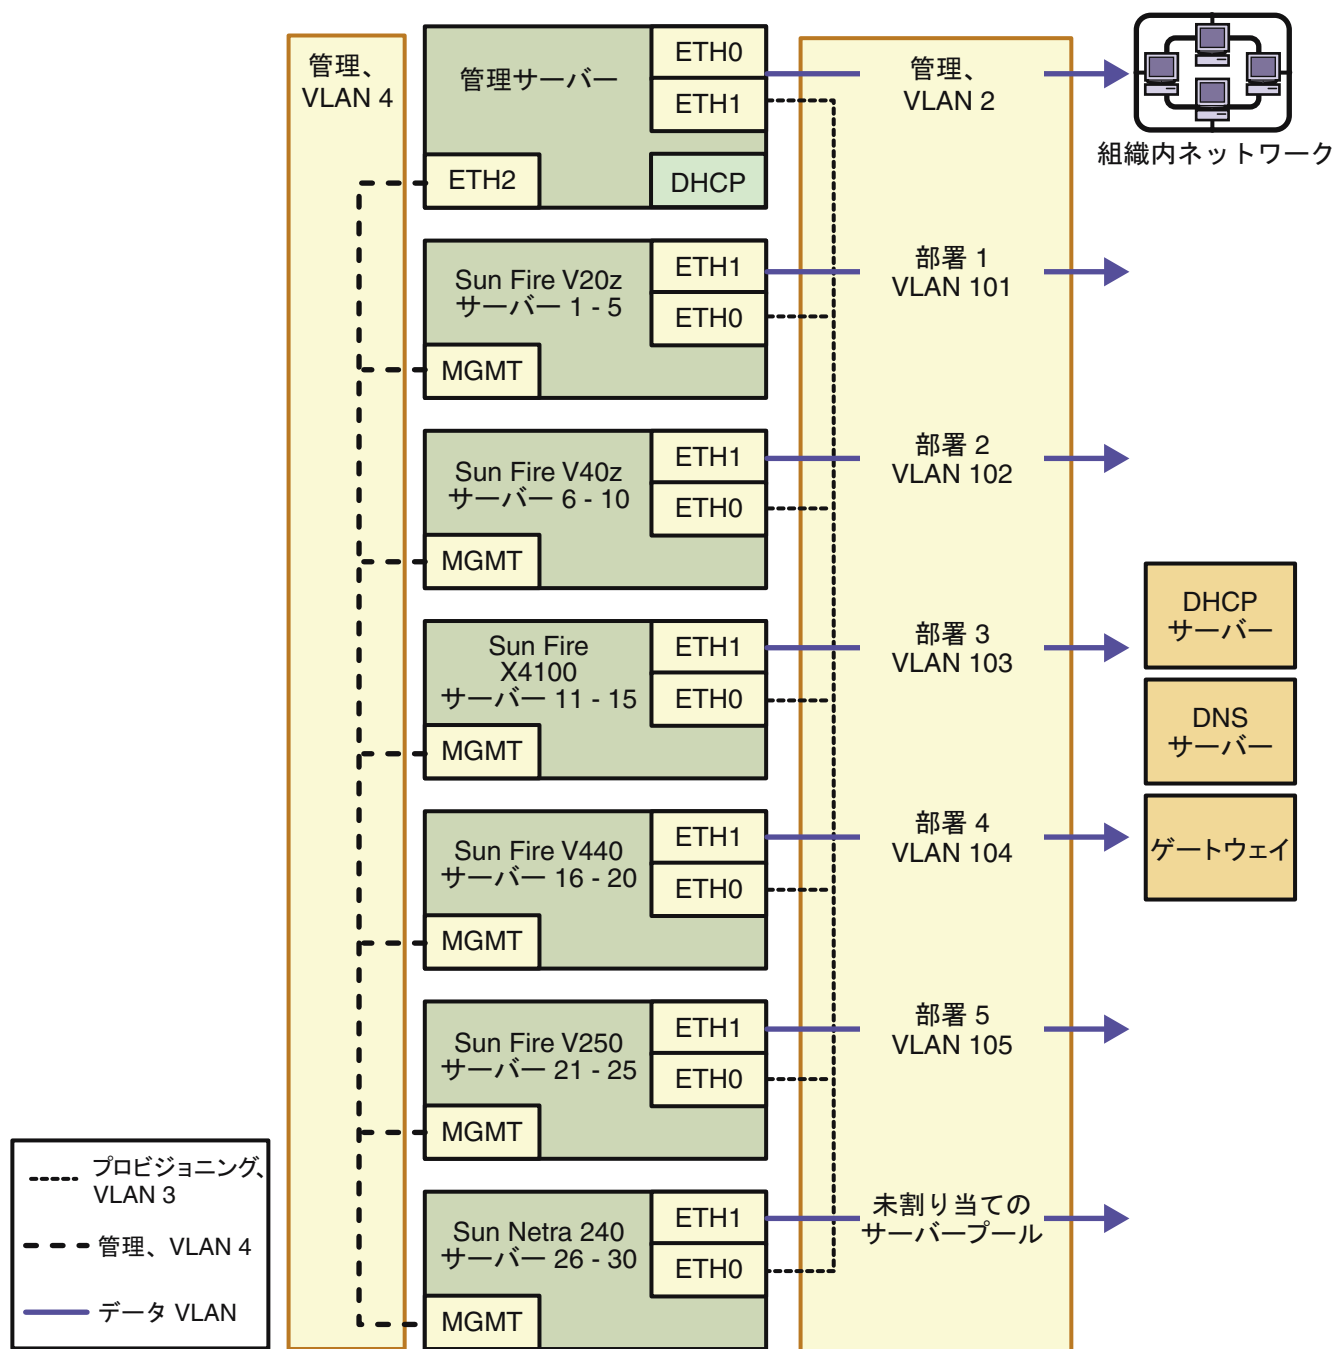 管理、
VLAN 4
管理サーバー
ETH0
ETH1
ETH2
DHCP
管理、
VLAN 2
組織内ネットワーク
Sun Fire V20z
サーバー 1 - 5
ETH1
ETH0
MGMT
部署 1
VLAN 101
Sun Fire V40z
サーバー 6 - 10
ETH1
ETH0
MGMT
部署 2
VLAN 102
Sun Fire
X4100
サーバー 11 - 15
ETH1
ETH0
MGMT
部署 3
VLAN 103
DHCP
サーバー
DNS
サーバー
ゲートウェイ
Sun Fire V440
サーバー 16 - 20
ETH1
ETH0
MGMT
部署 4
VLAN 104
Sun Fire V250
サーバー 21 - 25
ETH1
ETH0
MGMT
部署 5
VLAN 105
Sun Netra 240
サーバー 26 - 30
ETH1
ETH0
MGMT
未割り当ての
サーバープール
プロビジョニング、
VLAN 3
管理、VLAN 4
データ VLAN